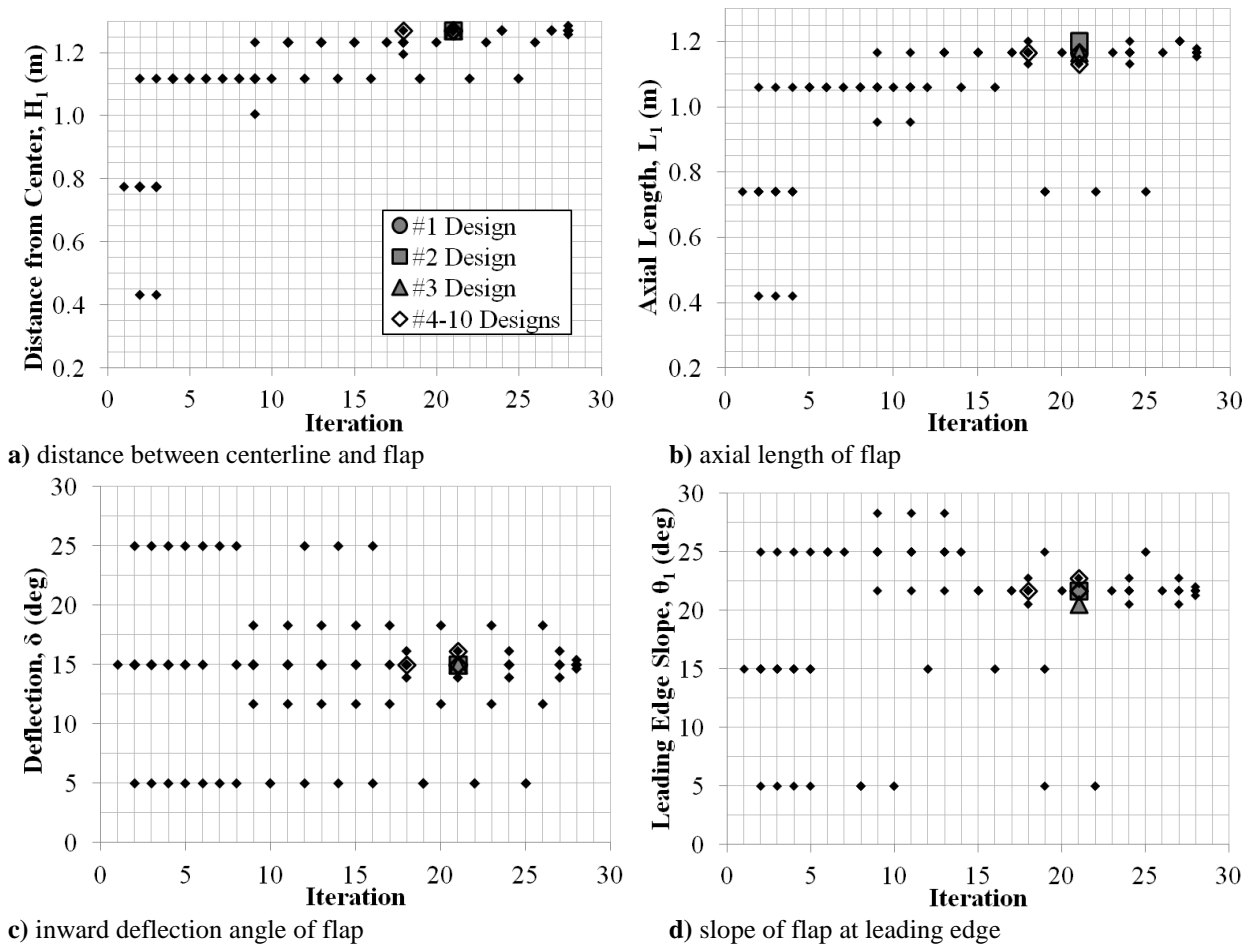 Distance from Center, H1 (m)
1.2
1.0
0.8
0.6
0.4
0.2
0 5 10 15 20 25 30
Iteration
#1 Design
#2 Design
#3 Design
#4-10 Designs
a) distance between centerline and flap
Axial Length, L1 (m)
1.2
1.0
0.8
0.6
0.4
0.2
0 5 10 15 20 25 30
Iteration
b) axial length of flap
Deflection, δ (deg)
30
25
20
15
10
5
0
0 5 10 15 20 25 30
Iteration
c) inward deflection angle of flap
Leading Edge Slope, θ1 (deg)
30
25
20
15
10
5
0
0 5 10 15 20 25 30
Iteration
d) slope of flap at leading edge